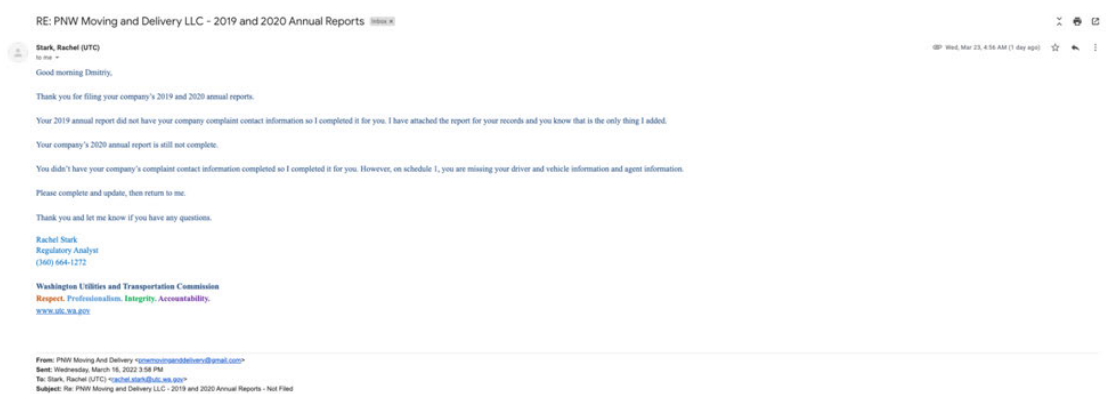 RE: PNW Moving and Delivery LLC - 2019 and 2020 Annual Reports Inbox x
Stark, Rachel (UTC)
Wed, Mar 23, 4:56 AM (1 day ago)
to me
Good morning Dmitriy,
Thank you for filing your company's 2019 and 2020 annual reports.
Your 2019 annual report did not have your company complaint contact information so I completed it for you. I have attached the report for your records and you know that is the only thing I added.
Your company's 2020 annual report is still not complete.
You didn't have your company's complaint contact information completed so I completed it for you. However, on schedule 1, you are missing your driver and vehicle information and agent information.
Please complete and update, then return to me.
Thank you and let me know if you have any questions.
Rachel Stark
Regulatory Analyst
(360) 664-1272
Washington Utilities and Transportation Commission
Respect. Professionalism. Integrity. Accountability.
www.utc.wa.gov
From: PNW Moving And Delivery <pnwmovinganddelivery@gmail.com>
Sent: Wednesday, March 16, 2022 3:58 PM
To: Stark, Rachel (UTC) <rachel.stark@utc.wa.gov>
Subject: Re: PNW Moving and Delivery LLC - 2019 and 2020 Annual Reports - Not Filed